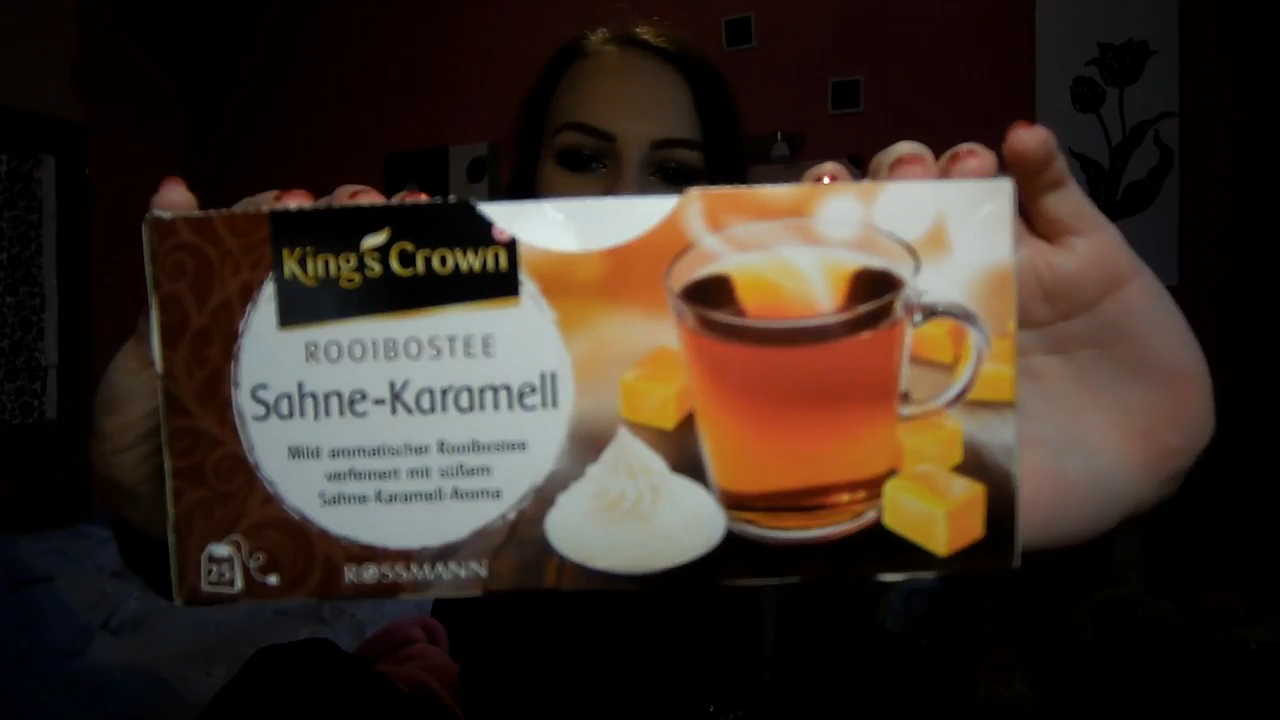 King's Crown
ROOIBOSTEE
Sahne-Karamell
Mild aromatischer Rooibostee
verfeinert mit süßem
Sahne-Karamell-Aroma
25
ROSSMANN